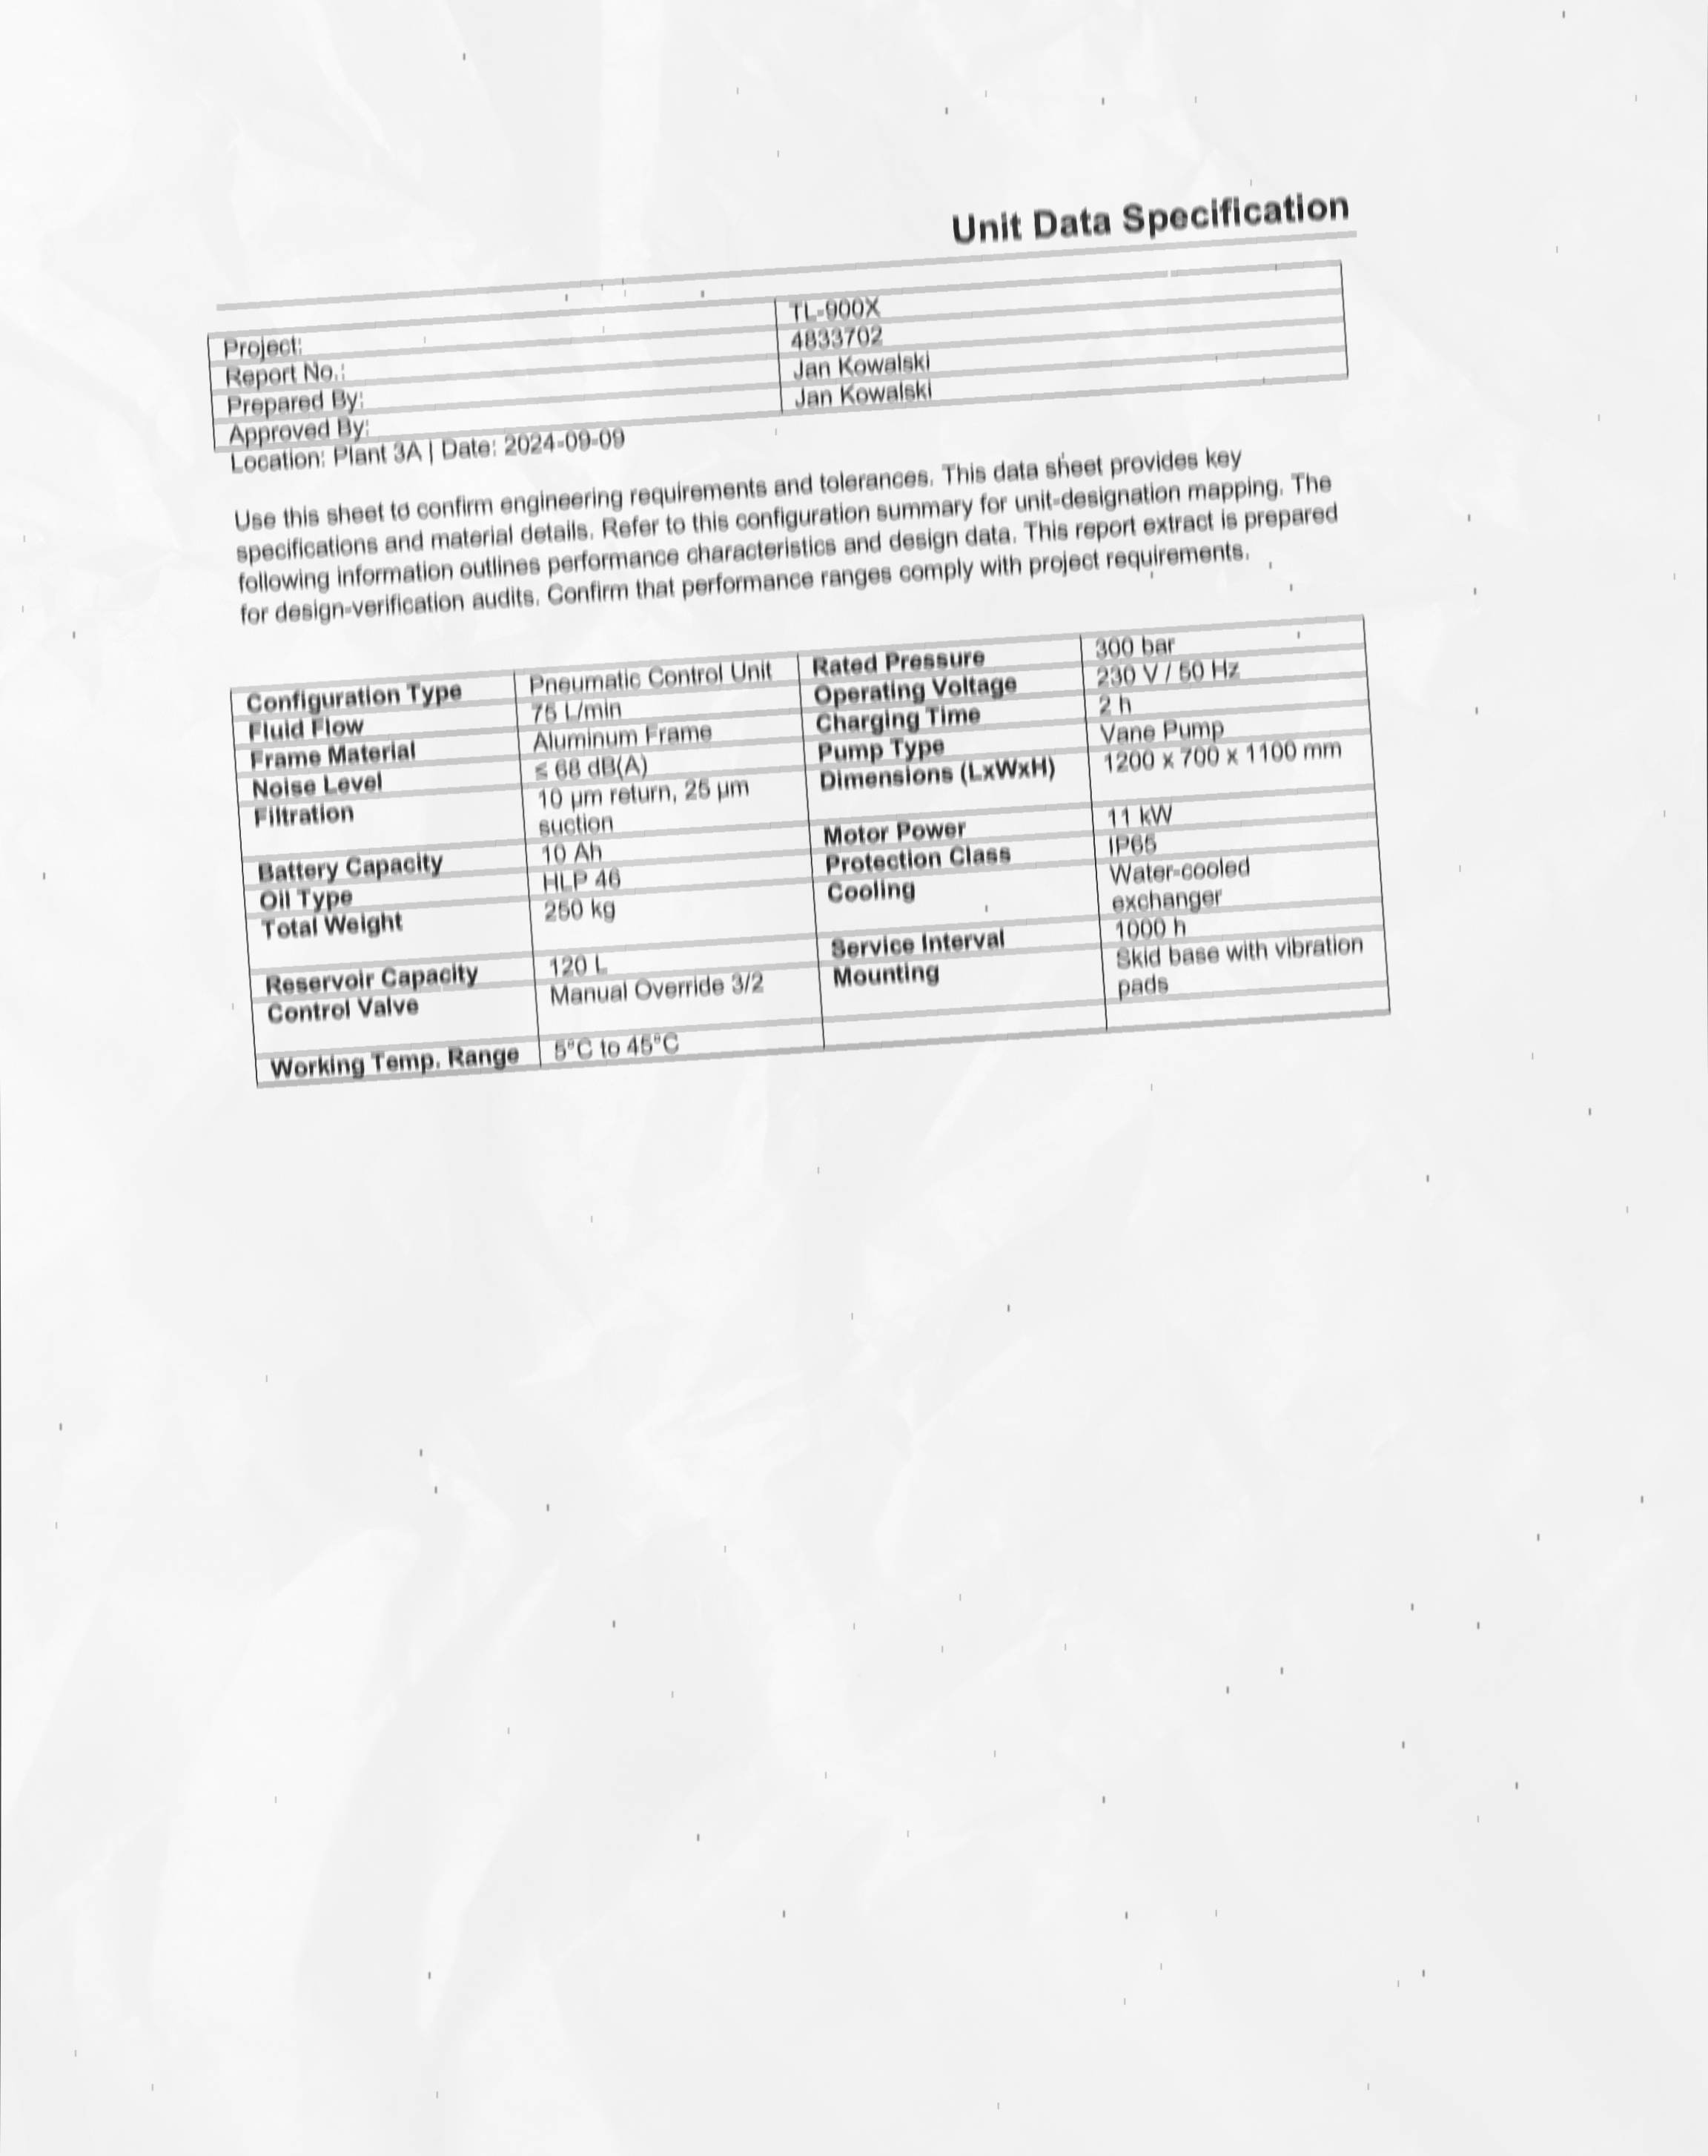 Unit Data Specification
Project: TL-900X
Report No.: 4833702
Prepared By: Jan Kowalski
Approved By: Jan Kowalski
Location: Plant 3A | Date: 2024-09-09
Use this sheet to confirm engineering requirements and tolerances. This data sheet provides key
specifications and material details. Refer to this configuration summary for unit-designation mapping. The
following information outlines performance characteristics and design data. This report extract is prepared
for design-verification audits. Confirm that performance ranges comply with project requirements.
Configuration Type Pneumatic Control Unit Rated Pressure 300 bar
Fluid Flow 75 L/min Operating Voltage 230 V / 50 Hz
Frame Material Aluminum Frame Charging Time 2 h
Noise Level ≤ 68 dB(A) Pump Type Vane Pump
Filtration 10 µm return, 25 µm Dimensions (LxWxH) 1200 x 700 x 1100 mm
suction
Battery Capacity 10 Ah Motor Power 11 kW
Oil Type HLP 46 Protection Class IP65
Total Weight 250 kg Cooling Water-cooled
exchanger
Reservoir Capacity 120 L Service Interval 1000 h
Control Valve Manual Override 3/2 Mounting Skid base with vibration
pads
Working Temp. Range 5°C to 45°C